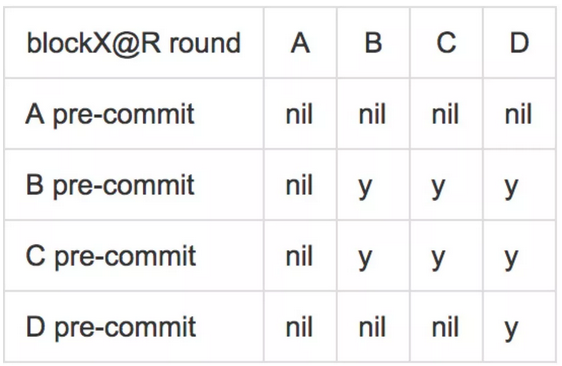 blockX@R round A B C D
A pre-commit nil nil nil nil
B pre-commit nil y y y
C pre-commit nil y y y
D pre-commit nil nil nil y